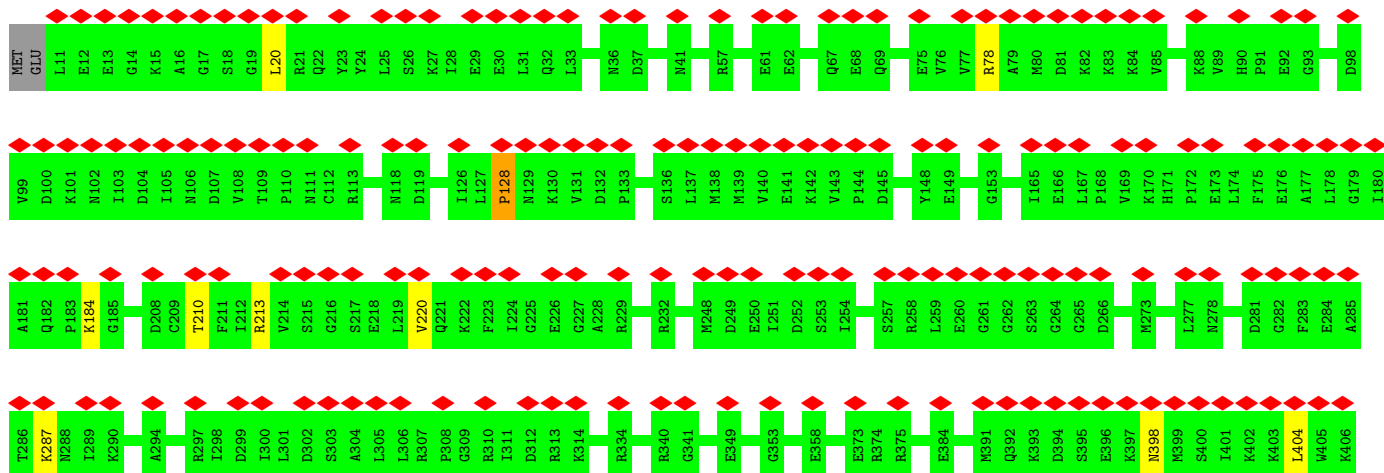 MET GLU L11 E12 E13 G14 K15 A16 G17 S18 G19 L20 R21 Q22 Y23 Y24 L25 S26 K27 I28 E29 E30 L31 Q32 L33 N36 D37 N41 R57 E61 E62 Q67 E68 Q69 E75 V76 V77 R78 A79 M80 D81 K82 K83 K84 V85 K88 V89 H90 P91 E92 G93 D98
V99 D100 K101 N102 I103 D104 I105 N106 D107 V108 T109 P110 N111 C112 R113 N118 D119 I126 L127 P128 N129 K130 V131 D132 P133 S136 L137 M138 M139 V140 E141 K142 V143 P144 D145 Y148 E149 G153 I165 E166 L167 P168 V169 K170 H171 P172 E173 L174 F175 E176 A177 L178 G179 I180
A181 Q182 P183 K184 G185 D208 C209 T210 F211 I212 R213 V214 S215 G216 S217 E218 L219 V220 Q221 K222 F223 I224 G225 E226 G227 A228 R229 R232 M248 D249 E250 I251 D252 S253 I254 S257 R258 L259 E260 G261 G262 S263 G264 G265 D266 M273 L277 N278 D281 G282 F283 E284 A285
T286 K287 N288 I289 K290 A294 R297 I298 D299 I300 L301 D302 S303 A304 L305 L306 R307 P308 G309 R310 I311 D312 R313 K314 R334 R340 G341 E349 G353 E358 E373 R374 R375 E384 M391 Q392 K393 D394 S395 E396 K397 N398 M399 S400 I401 K402 K403 L404 W405 K406